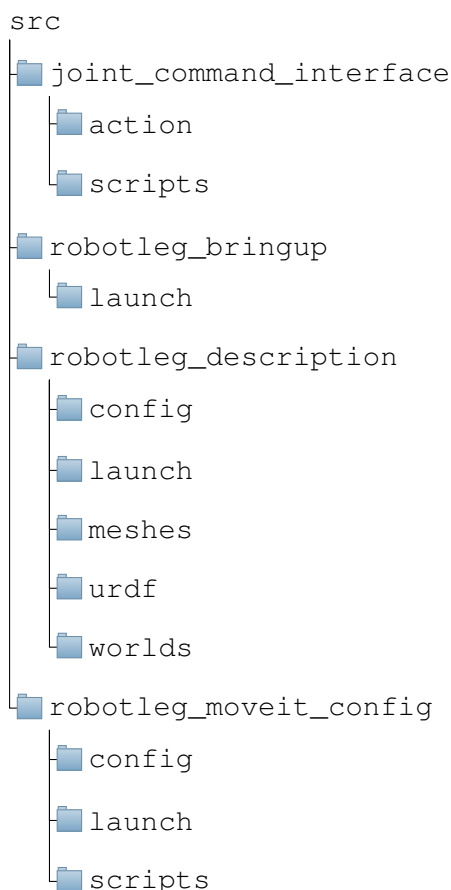 src
joint_command_interface
action
scripts
robotleg_bringup
launch
robotleg_description
config
launch
meshes
urdf
worlds
robotleg_moveit_config
config
launch
scripts